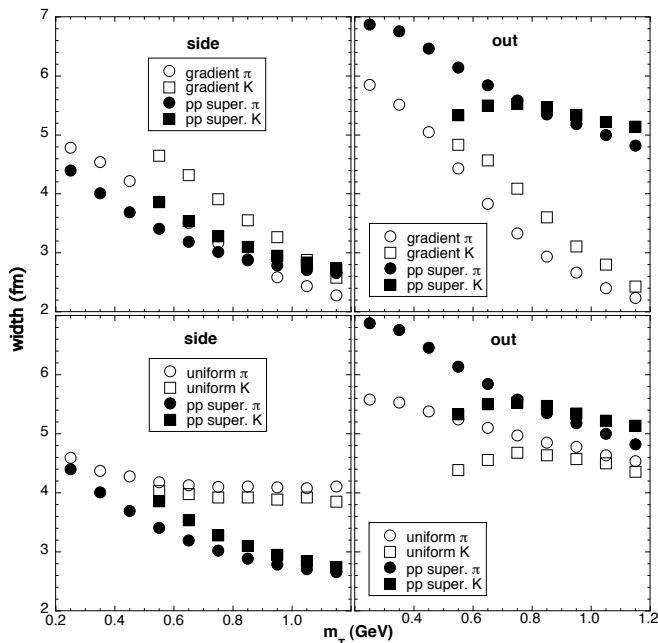 7
6
5
4
3
2
side
gradient π
gradient K
pp super. π
pp super. K
out
gradient π
gradient K
pp super. π
pp super. K
width (fm)
6
5
4
3
2
side
uniform π
uniform K
pp super. π
pp super. K
out
uniform π
uniform K
pp super. π
pp super. K
0.2 0.4 0.6 0.8 1.0 0.2 0.4 0.6 0.8 1.0 1.2
m_T (GeV)